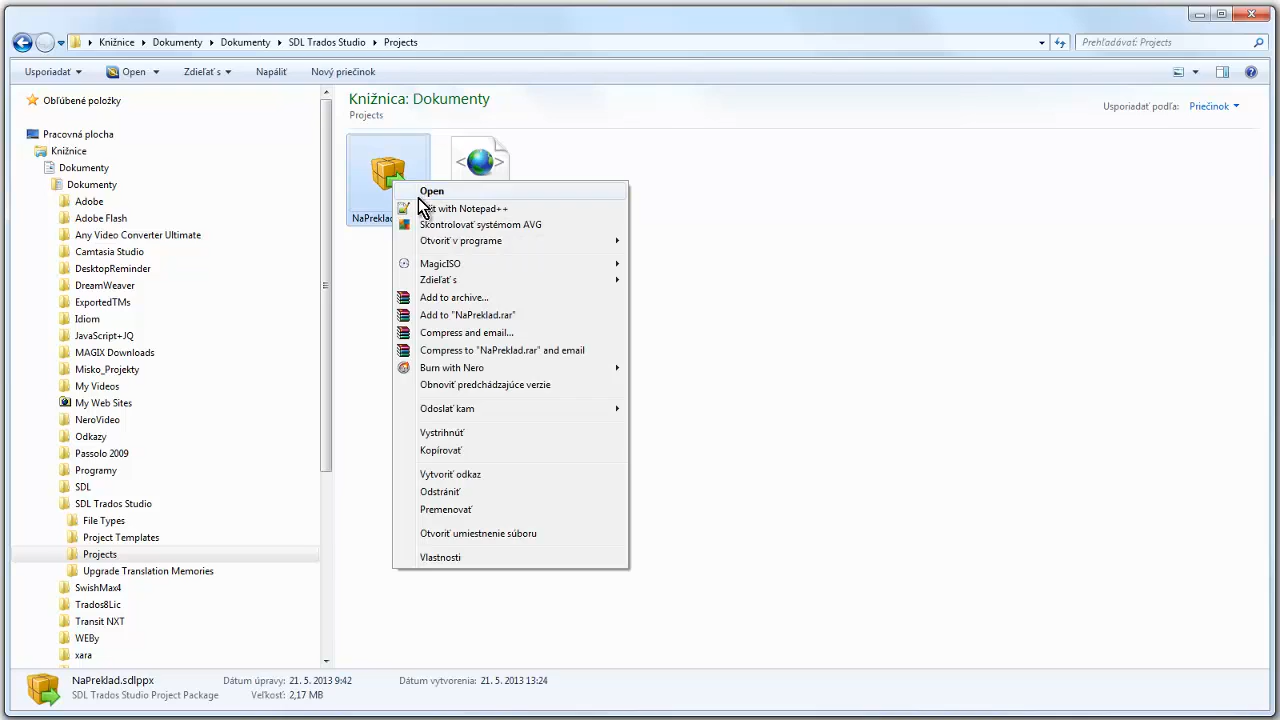 Knižnice Dokumenty Dokumenty SDL Trados Studio Projects
Prehľadávať: Projects
Usporiadať Open Zdieľať s Napáliť Nový priečinok
Obľúbené položky
Pracovná plocha
Knižnice
Dokumenty
Dokumenty
Adobe
Adobe Flash
Any Video Converter Ultimate
Camtasia Studio
DesktopReminder
DreamWeaver
ExportedTMs
Idiom
JavaScript+JQ
MAGIX Downloads
Misko_Projekty
My Videos
My Web Sites
NeroVideo
Odkazy
Passolo 2009
Programy
SDL
SDL Trados Studio
File Types
Project Templates
Projects
Upgrade Translation Memories
SwishMax4
Trados8Lic
Transit NXT
WEBy
xara
Knižnica: Dokumenty
Projects
Usporiadať podľa: Priečinok
NaPreklad
Open
with Notepad++
Skontrolovať systémom AVG
Otvoriť v programe
MagicISO
Zdieľať s
Add to archive...
Add to "NaPreklad.rar"
Compress and email...
Compress to "NaPreklad.rar" and email
Burn with Nero
Obnoviť predchádzajúce verzie
Odoslať kam
Vystrihnúť
Kopírovať
Vytvoriť odkaz
Odstrániť
Premenovať
Otvoriť umiestnenie súboru
Vlastnosti
NaPreklad.sdlppx
SDL Trados Studio Project Package
Dátum úpravy: 21. 5. 2013 9:42
Veľkosť: 2,17 MB
Dátum vytvorenia: 21. 5. 2013 13:24